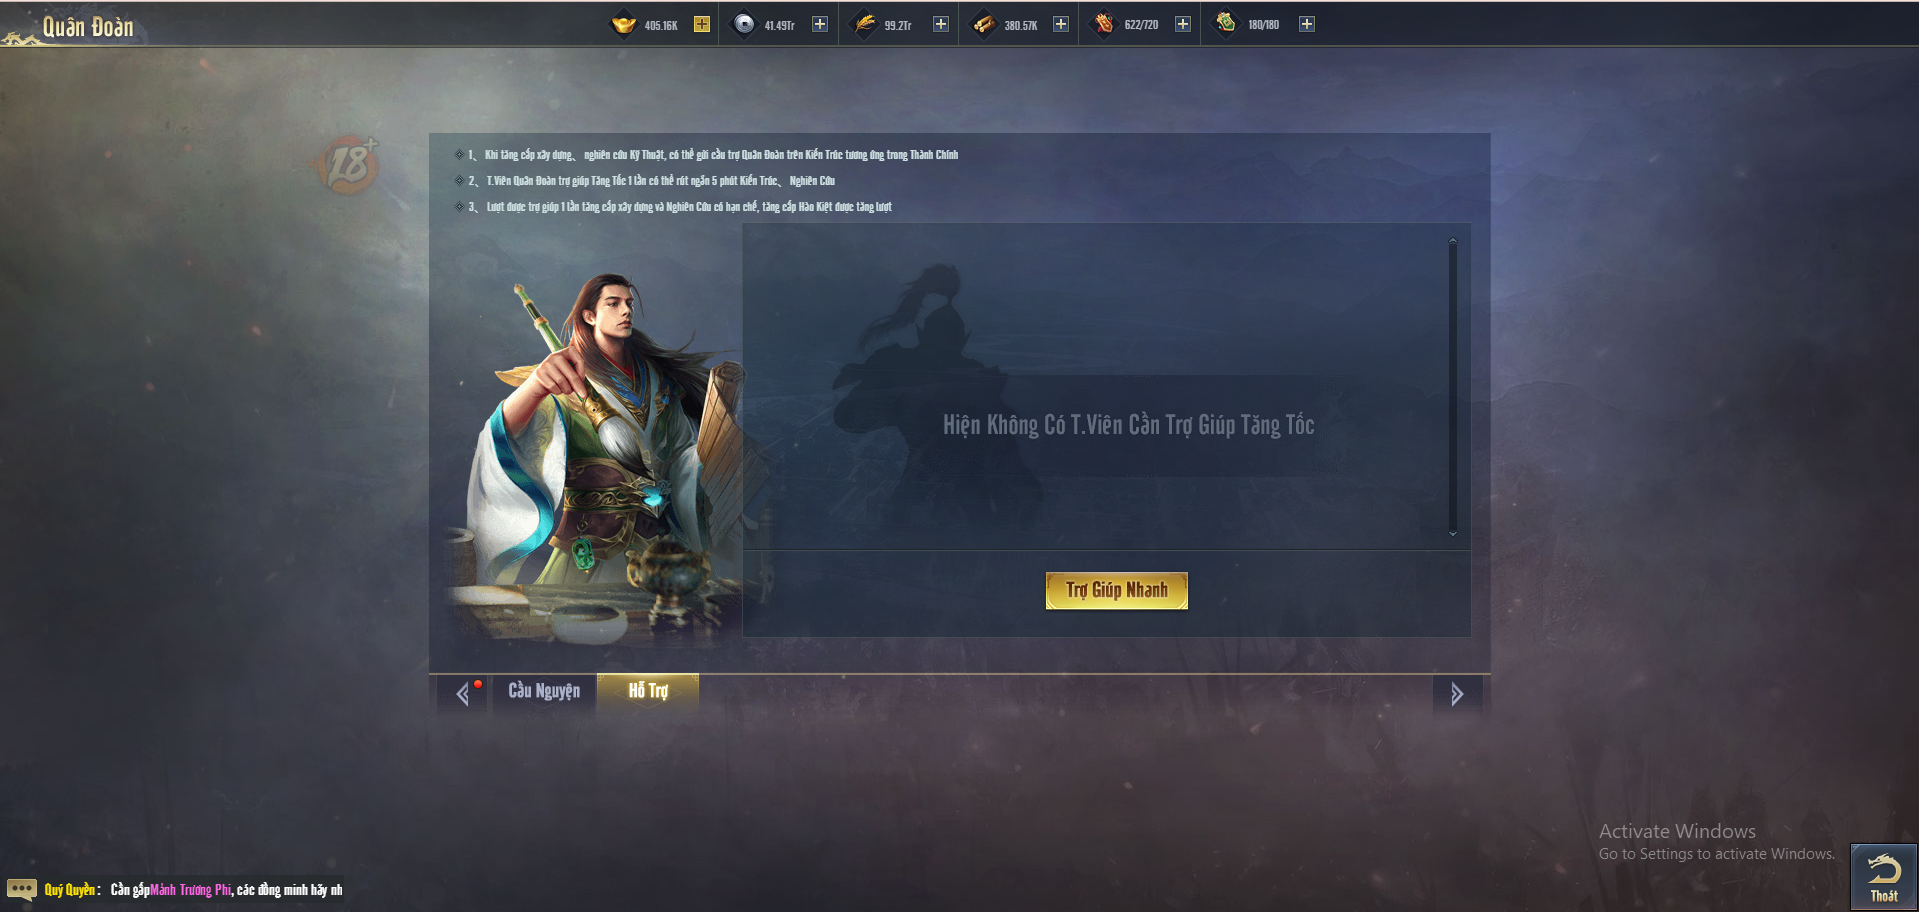 Quân Đoàn
405.16K
41.49Tr
99.2Tr
380.57K
622/720
180/180
18+
1、 Khi tăng cấp xây dựng、 nghiên cứu Kỹ Thuật, có thể gửi cầu trợ Quân Đoàn trên Kiến Trúc tương ứng trong Thành Chính
2、 T.Viên Quân Đoàn trợ giúp Tăng Tốc 1 lần có thể rút ngắn 5 phút Kiến Trúc、 Nghiên Cứu
3、 Lượt được trợ giúp 1 lần tăng cấp xây dựng và Nghiên Cứu có hạn chế, tăng cấp Hào Kiệt được tăng lượt
Hiện Không Có T.Viên Cần Trợ Giúp Tăng Tốc
Trợ Giúp Nhanh
Cầu Nguyện
Hỗ Trợ
Activate Windows
Go to Settings to activate Windows.
Quý Quyền : Cần gấpMảnh Trương Phi, các đồng minh hãy nh
Thoát